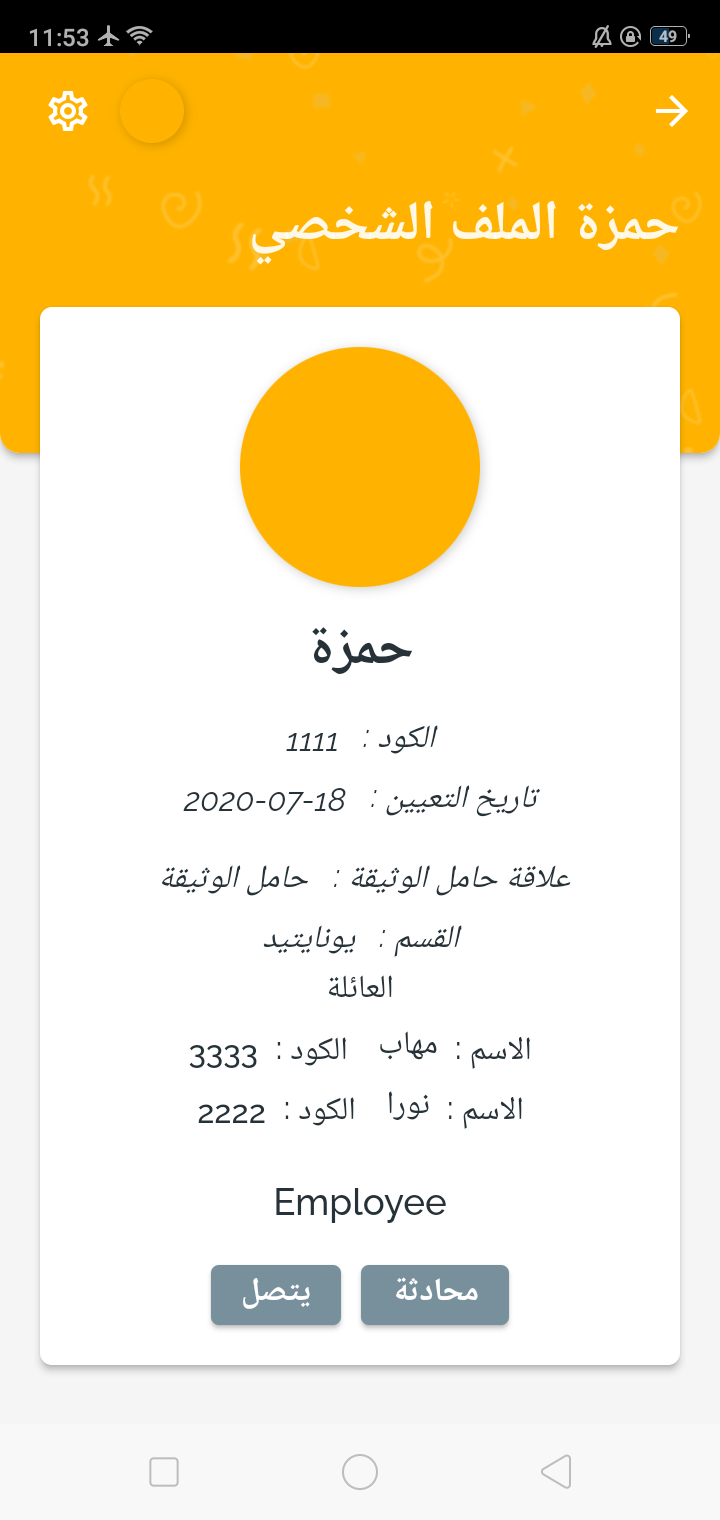 11:53 49
حمزة الملف الشخصي
حمزة
الكود : 1111
تاريخ التعيين : 2020-07-18
علاقة حامل الوثيقة : حامل الوثيقة
القسم : يونايتيد
العائلة
الاسم : مهاب الكود : 3333
الاسم : نورا الكود : 2222
Employee
محادثة يتصل